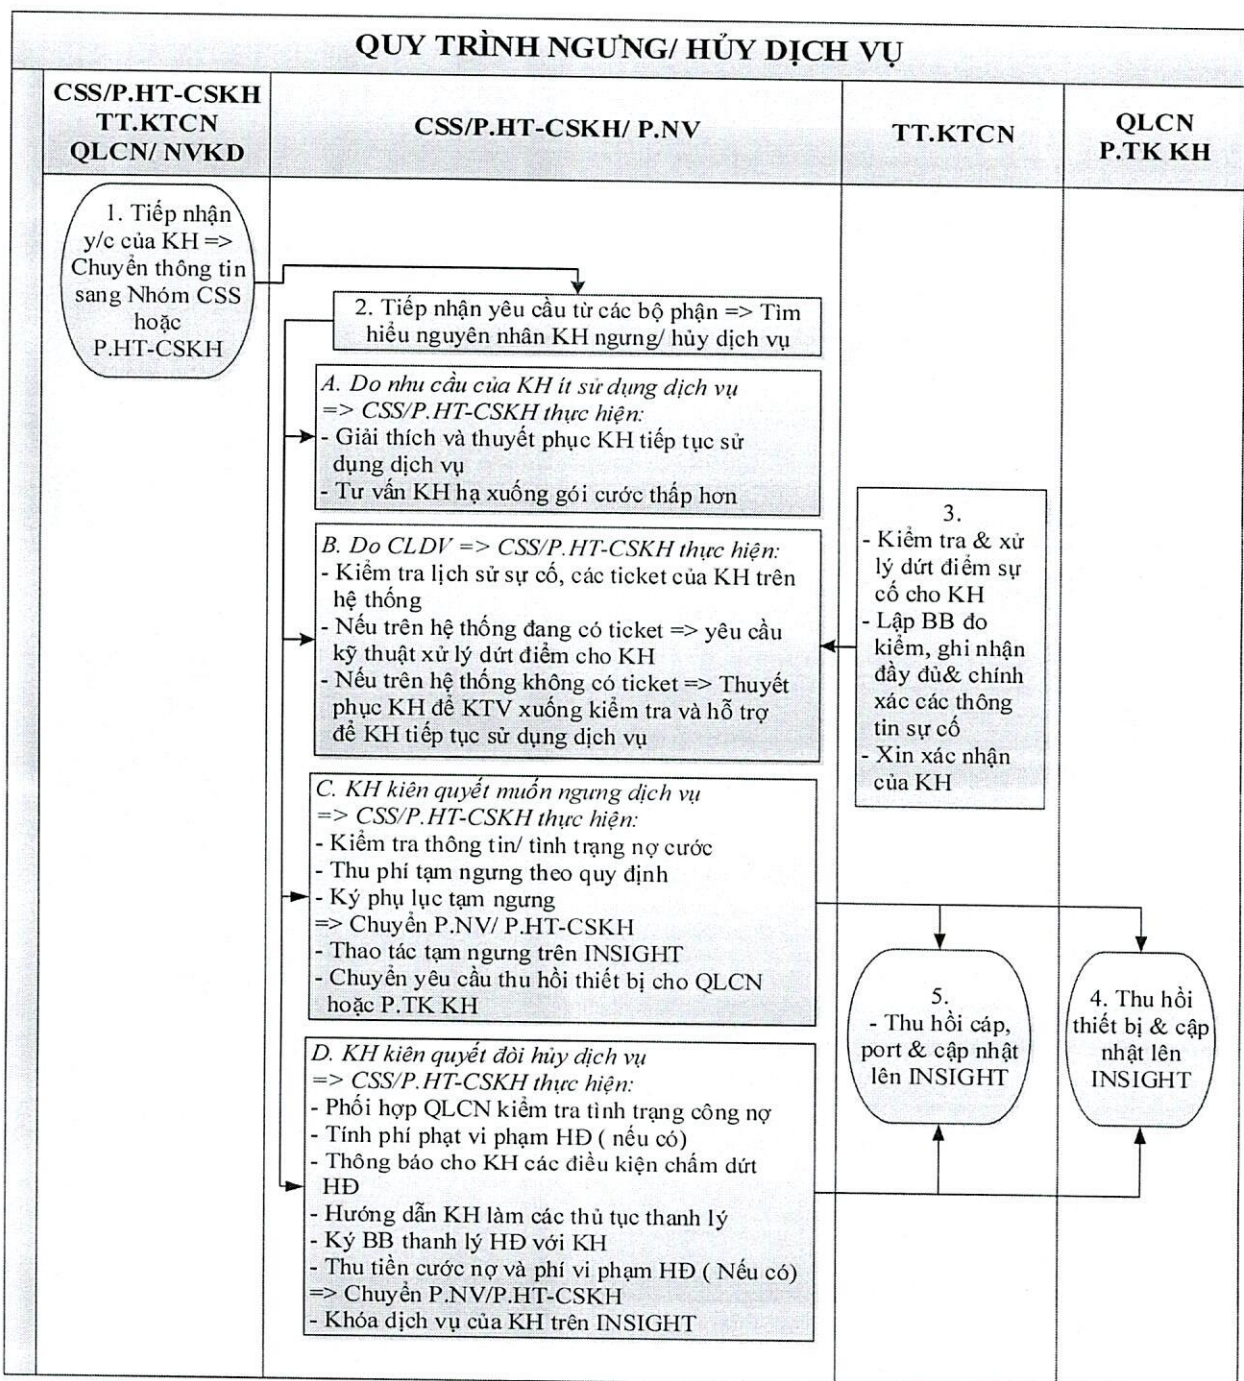 QUY TRÌNH NGƯNG/ HỦY DỊCH VỤ
CSS/P.HT-CSKH
TT.KTCN
QLCN/ NVKD
CSS/P.HT-CSKH/ P.NV
TT.KTCN
QLCN
P.TK KH
1. Tiếp nhận
y/c của KH =>
Chuyển thông tin
sang Nhóm CSS
hoặc
P.HT-CSKH
2. Tiếp nhận yêu cầu từ các bộ phận => Tìm
hiểu nguyên nhân KH ngưng/ hủy dịch vụ
A. Do nhu cầu của KH ít sử dụng dịch vụ
=> CSS/P.HT-CSKH thực hiện:
- Giải thích và thuyết phục KH tiếp tục sử
dụng dịch vụ
- Tư vấn KH hạ xuống gói cước thấp hơn
B. Do CLDV => CSS/P.HT-CSKH thực hiện:
- Kiểm tra lịch sử sự cố, các ticket của KH trên
hệ thống
- Nếu trên hệ thống đang có ticket => yêu cầu
kỹ thuật xử lý dứt điểm cho KH
- Nếu trên hệ thống không có ticket => Thuyết
phục KH để KTV xuống kiểm tra và hỗ trợ
để KH tiếp tục sử dụng dịch vụ
3.
- Kiểm tra & xử
lý dứt điểm sự
cố cho KH
- Lập BB đo
kiểm, ghi nhận
đầy đủ& chính
xác các thông
tin sự cố
- Xin xác nhận
của KH
C. KH kiên quyết muốn ngưng dịch vụ
=> CSS/P.HT-CSKH thực hiện:
- Kiểm tra thông tin/ tình trạng nợ cước
- Thu phí tạm ngưng theo quy định
- Ký phụ lục tạm ngưng
=> Chuyển P.NV/ P.HT-CSKH
- Thao tác tạm ngưng trên INSIGHT
- Chuyển yêu cầu thu hồi thiết bị cho QLCN
hoặc P.TK KH
5.
- Thu hồi cáp,
port & cập nhật
lên INSIGHT
4. Thu hồi
thiết bị & cập
nhật lên
INSIGHT
D. KH kiên quyết đòi hủy dịch vụ
=> CSS/P.HT-CSKH thực hiện:
- Phối hợp QLCN kiểm tra tình trạng công nợ
- Tính phí phạt vi phạm HĐ ( nếu có)
- Thông báo cho KH các điều kiện chấm dứt
HĐ
- Hướng dẫn KH làm các thủ tục thanh lý
- Ký BB thanh lý HĐ với KH
- Thu tiền cước nợ và phí vi phạm HĐ ( Nếu có)
=> Chuyển P.NV/P.HT-CSKH
- Khóa dịch vụ của KH trên INSIGHT